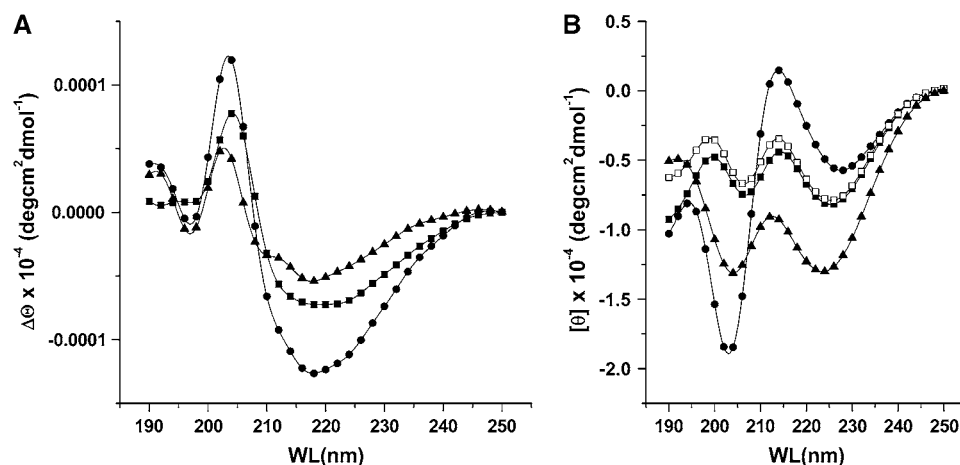 A
0.0001
0.0000
-0.0001
ΔΘ x 10⁻⁴ (degcm²dmol⁻¹)
190 200 210 220 230 240 250
WL(nm)
B
0.5
0.0
-0.5
-1.0
-1.5
-2.0
[θ] x 10⁻⁴ (degcm²dmol⁻¹)
190 200 210 220 230 240 250
WL(nm)